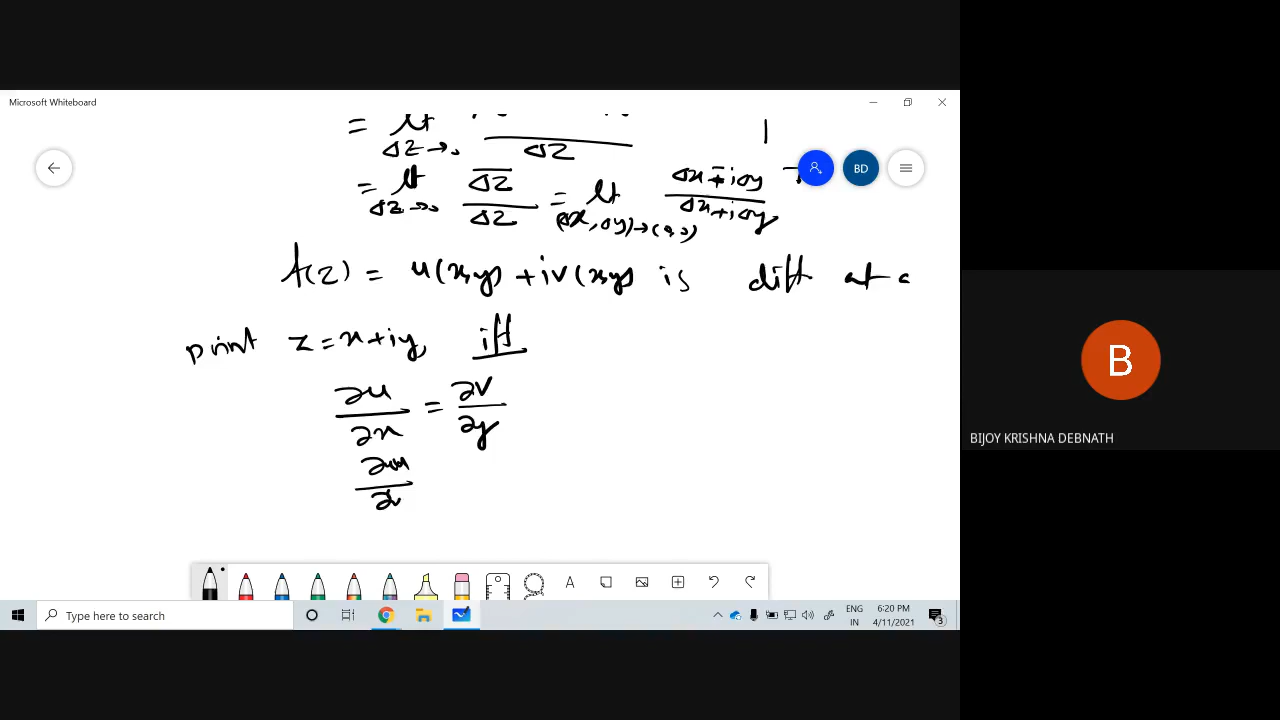 Microsoft Whiteboard
= lt Δz→0 / Δz
= lt Δz→0 Δz̅ / Δz = lt (Δx, Δy)→(0,0) Δx - iΔy / Δx + iΔy
BD
f(z) = u(x,y) + iv(x,y) is diff at a
point z = x+iy, iff
∂u/∂x = ∂v/∂y
B
BIJOY KRISHNA DEBNATH
A
Type here to search
ENG 6:20 PM
IN 4/11/2021 3